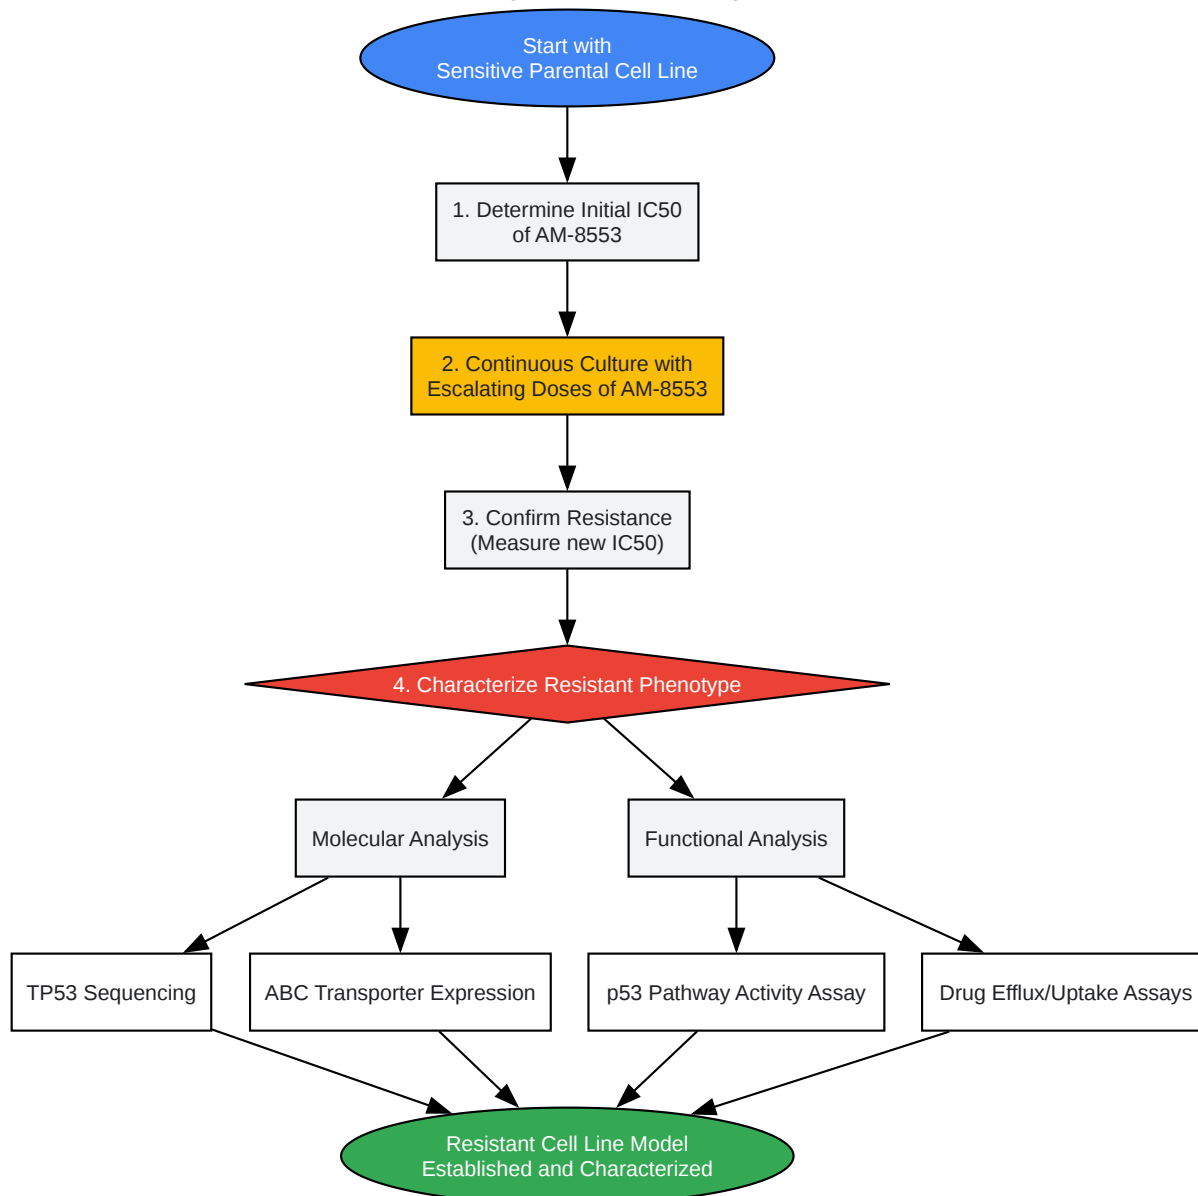 Start with
Sensitive Parental Cell Line
1. Determine Initial IC50
of AM-8553
2. Continuous Culture with
Escalating Doses of AM-8553
3. Confirm Resistance
(Measure new IC50)
4. Characterize Resistant Phenotype
Molecular Analysis
Functional Analysis
TP53 Sequencing
ABC Transporter Expression
p53 Pathway Activity Assay
Drug Efflux/Uptake Assays
Resistant Cell Line Model
Established and Characterized